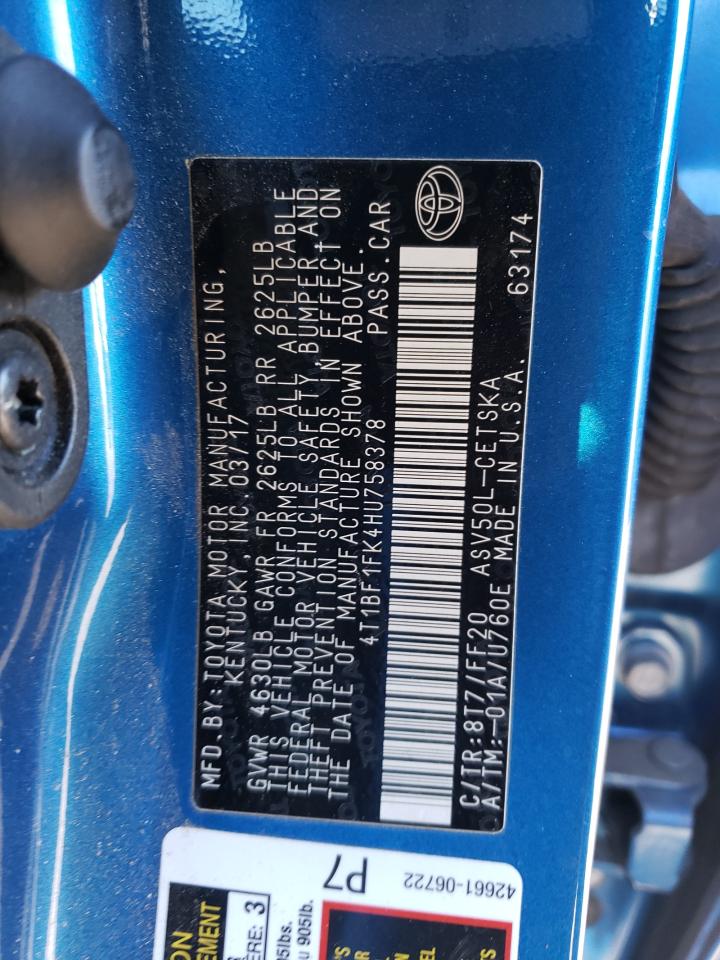 MFD. BY: TOYOTA MOTOR MANUFACTURING,
KENTUCKY, INC. 03/17
GVWR 4630LB GAWR FR 2625LB RR 2625LB
THIS VEHICLE CONFORMS TO ALL APPLICABLE
FEDERAL MOTOR VEHICLE SAFETY, BUMPER, AND
THEFT PREVENTION STANDARDS IN EFFECT ON
THE DATE OF MANUFACTURE SHOWN ABOVE.
4T1BF1FK4HU758378 PASS. CAR
C/TR: 8T7/FF20 ASV50L-CETSKA
A/TM: -01A/U760E MADE IN U.S.A. 63174
P7
42661-06722
3
905lb.